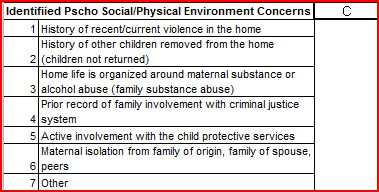 Identifiied Pscho Social/Physical Environment Concerns C
1 History of recent/current violence in the home
History of other children removed from the home
2 (children not returned)
Home life is organized around maternal substance or
3 alcohol abuse (family substance abuse)
Prior record of family involvement with criminal justice
4 system
5 Active involvement with the child protective services
Maternal isolation from family of origin, family of spouse,
6 peers
7 Other